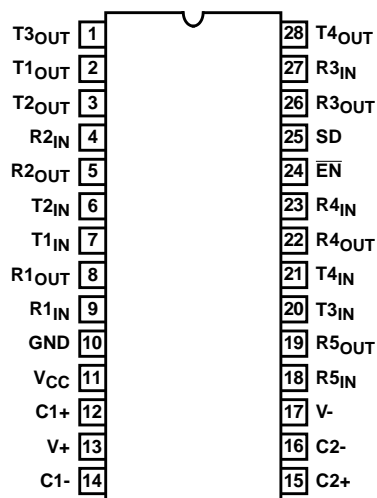 T3OUT 1 28 T4OUT
T1OUT 2 27 R3IN
T2OUT 3 26 R3OUT
R2IN 4 25 SD
R2OUT 5 24 E̅N̅
T2IN 6 23 R4IN
T1IN 7 22 R4OUT
R1OUT 8 21 T4IN
R1IN 9 20 T3IN
GND 10 19 R5OUT
VCC 11 18 R5IN
C1+ 12 17 V-
V+ 13 16 C2-
C1- 14 15 C2+